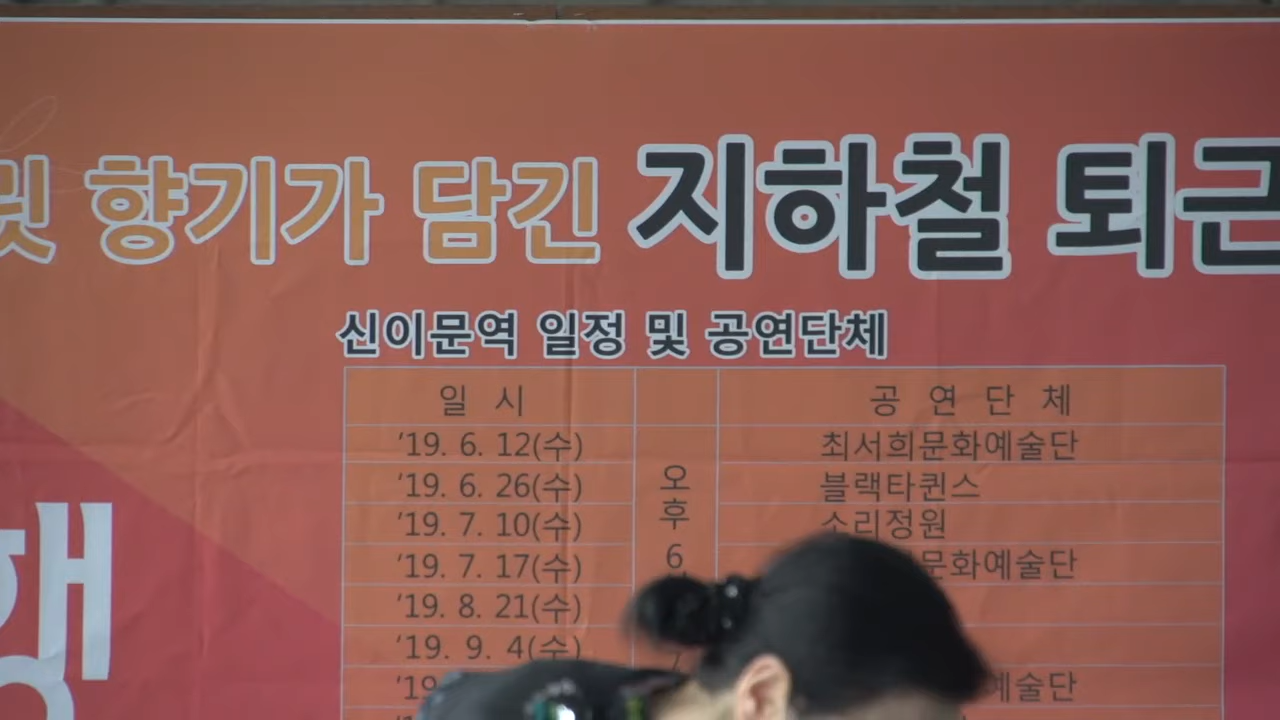 향기가 담긴 지하철 퇴근
신이문역 일정 및 공연단체
일 시 공 연 단 체
'19. 6. 12(수) 최서희문화예술단
'19. 6. 26(수) 블랙타퀸스
'19. 7. 10(수) 소리정원
'19. 7. 17(수) 문화예술단
'19. 8. 21(수)
'19. 9. 4(수)
'19 예술단
오후 6